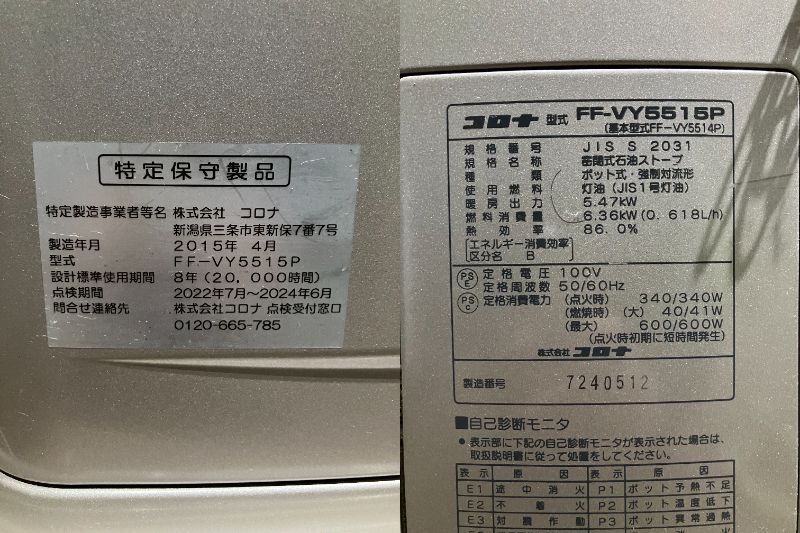 特定保守製品
特定製造事業者等名 株式会社 コロナ
新潟県三条市東新保7番7号
製造年月 2015年 4月
型式 FF-VY5515P
設計標準使用期間 8年(20,000時間)
点検期間 2022年7月～2024年6月
問合せ連絡先 株式会社コロナ 点検受付窓口
0120-665-785
コロナ 型式 FF-VY5515P
(基本型式FF-VY5514P)
規格番号 JIS S 2031
規格名称 密閉式石油ストーブ
種類 ポット式・強制対流形
使用燃料 灯油(JIS1号灯油)
暖房出力 5.47kW
燃料消費量 6.36kW(0.618L/h)
熱効率 86.0%
エネルギー消費効率
区分名 B
PS E 定格電圧 100V
定格周波数 50/60Hz
PS C 定格消費電力 (点火時) 340/340W
(燃焼時)(大) 40/41W
(最大) 600/600W
(点火時初期に短時間発生)
株式会社 コロナ
製造番号 7240512
■自己診断モニタ
●表示部に下記の自己診断モニタが表示された場合は、
取扱説明書に従って処置をしてください。
表示 原因 表示 原因
E1 途中消火 P1 ポット予熱不足
E2 不着火 P2 ポット温度低下
E3 対震作動 P3 ポット異常過熱